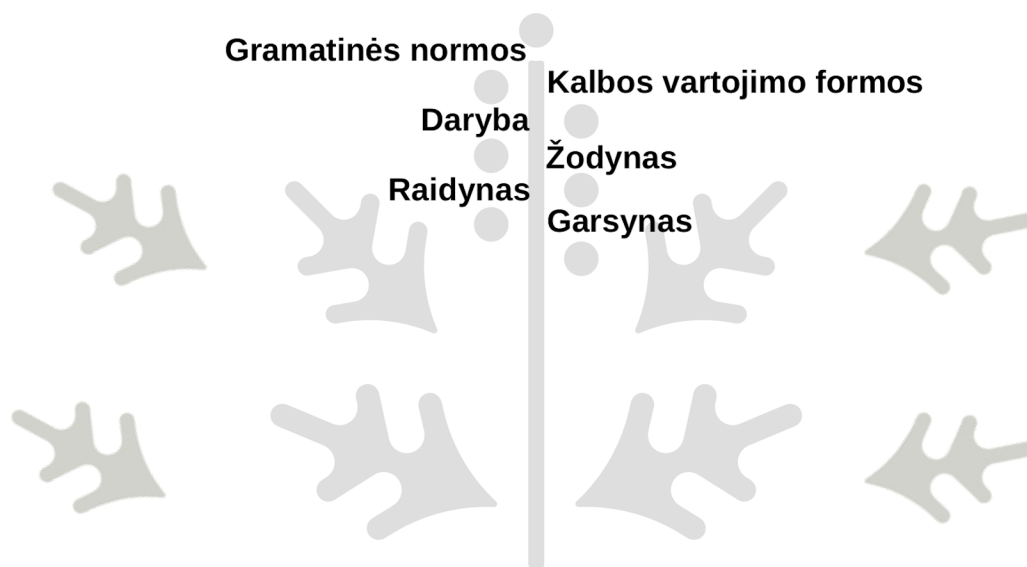 Gramatinės normos
Kalbos vartojimo formos
Daryba
Žodynas
Raidynas
Garsynas